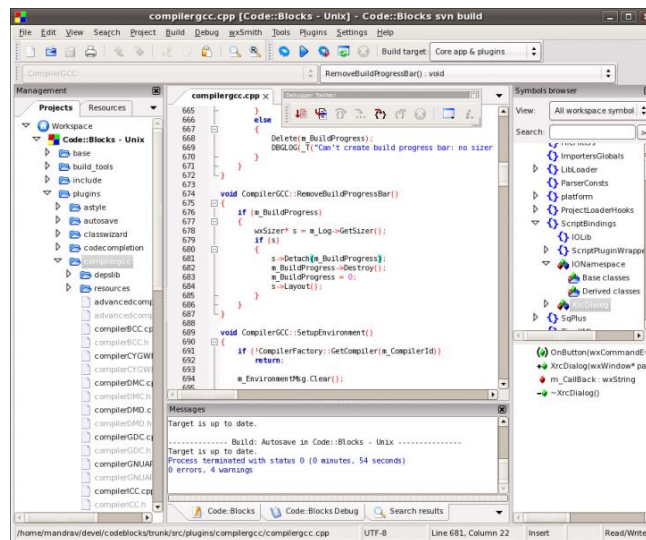 compilergcc.cpp [Code::Blocks - Unix] - Code::Blocks svn build
File Edit View Search Project Build Debug wxSmith Tools Plugins Settings Help
Build target: Core app & plugins
CompilerGCC
RemoveBuildProgressBar() : void
Management
Projects Resources
Workspace
Code::Blocks - Unix
base
build_tools
include
plugins
astyle
autosave
classwizard
codecompletion
compilergcc
depslib
resources
advancedcomp
compilerBCC.cp
compilerBCC.h
compilerCYGWI
compilerCYGWI
compilerDMC.cp
compilerDMC.h
compilerDMD.c
compilerDMD.h
compilerGDC.cp
compilerGDC.h
compilerGNUAR
compilerGNUAR
compilerICC.cpp
compilerICC.h
compilergcc.cpp
665 }
666 else
667 {
668 Delete(m_BuildProgress);
669 DBGLOG(_T("Can't create build progress bar: no sizer
670 }
671 }
672 }
673
674 void CompilerGCC::RemoveBuildProgressBar()
675 {
676 if (m_BuildProgress)
677 {
678 wxSizer* s = m_Log->GetSizer();
679 if (s)
680 {
681 s->Detach(m_BuildProgress);
682 m_BuildProgress->Destroy();
683 m_BuildProgress = 0;
684 s->Layout();
685 }
686 }
687 }
688
689 void CompilerGCC::SetupEnvironment()
690 {
691 if (!CompilerFactory::GetCompiler(m_CompilerId))
692 return;
693
694 m_EnvironmentMsg.Clear();
695
Messages
Target is up to date.
-------------- Build: Autosave in Code::Blocks - Unix ---------------
Target is up to date.
Process terminated with status 0 (0 minutes, 54 seconds)
0 errors, 4 warnings
Code::Blocks Code::Blocks Debug Search results
Symbols browser
View: All workspace symbol
Search:
ImportersGlobals
LibLoader
ParserConsts
platform
ProjectLoaderHooks
ScriptBindings
IOLib
ScriptPluginWrappe
IONamespace
Base classes
Derived classes
XrcDialog
SqPlus
OnButton(wxCommandE
XrcDialog(wxWindow* pa
m_CallBack : wxString
~XrcDialog()
/home/mandrav/devel/codeblocks/trunk/src/plugins/compilergcc/compilergcc.cpp UTF-8 Line 681, Column 22 Insert Read/Write